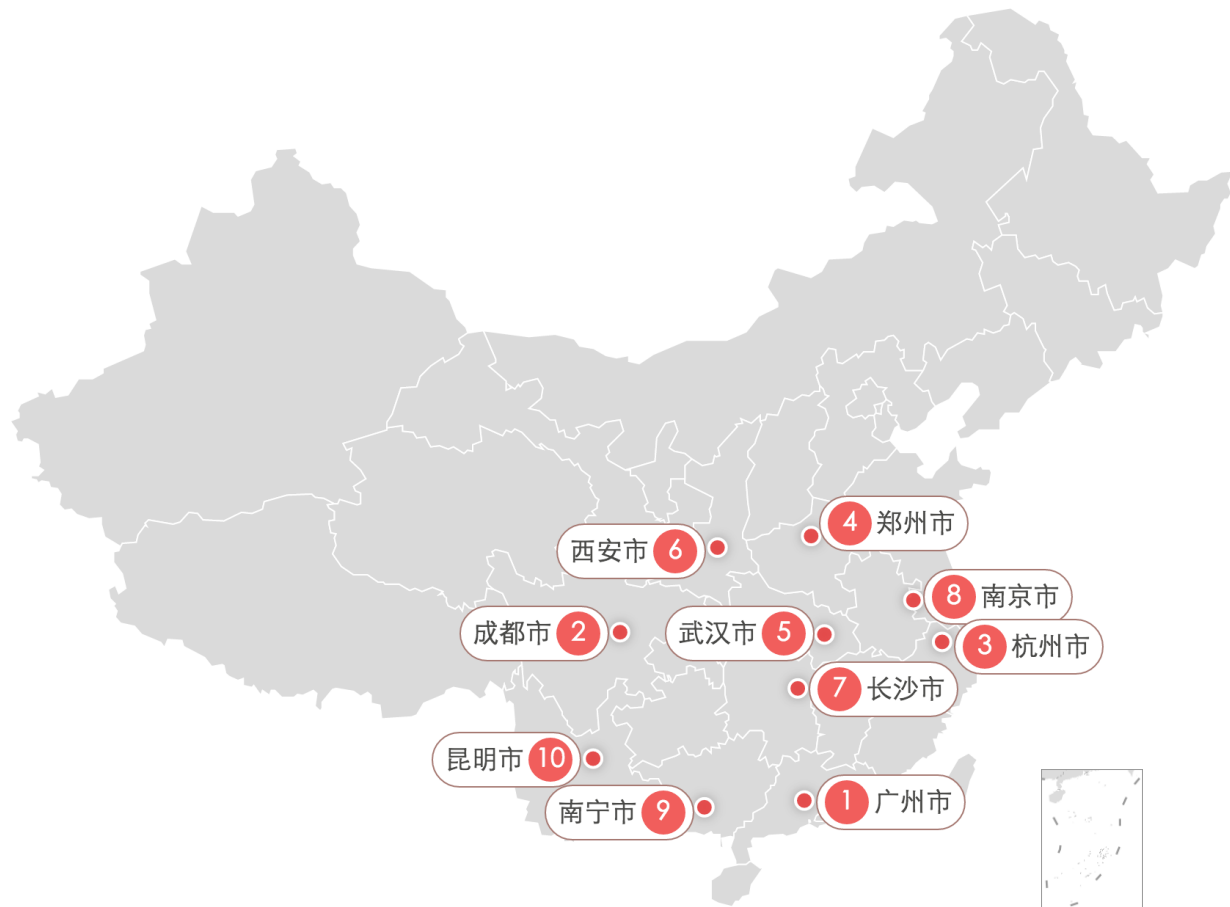 4 郑州市
西安市 6
8 南京市
成都市 2
武汉市 5
3 杭州市
7 长沙市
昆明市 10
南宁市 9
1 广州市